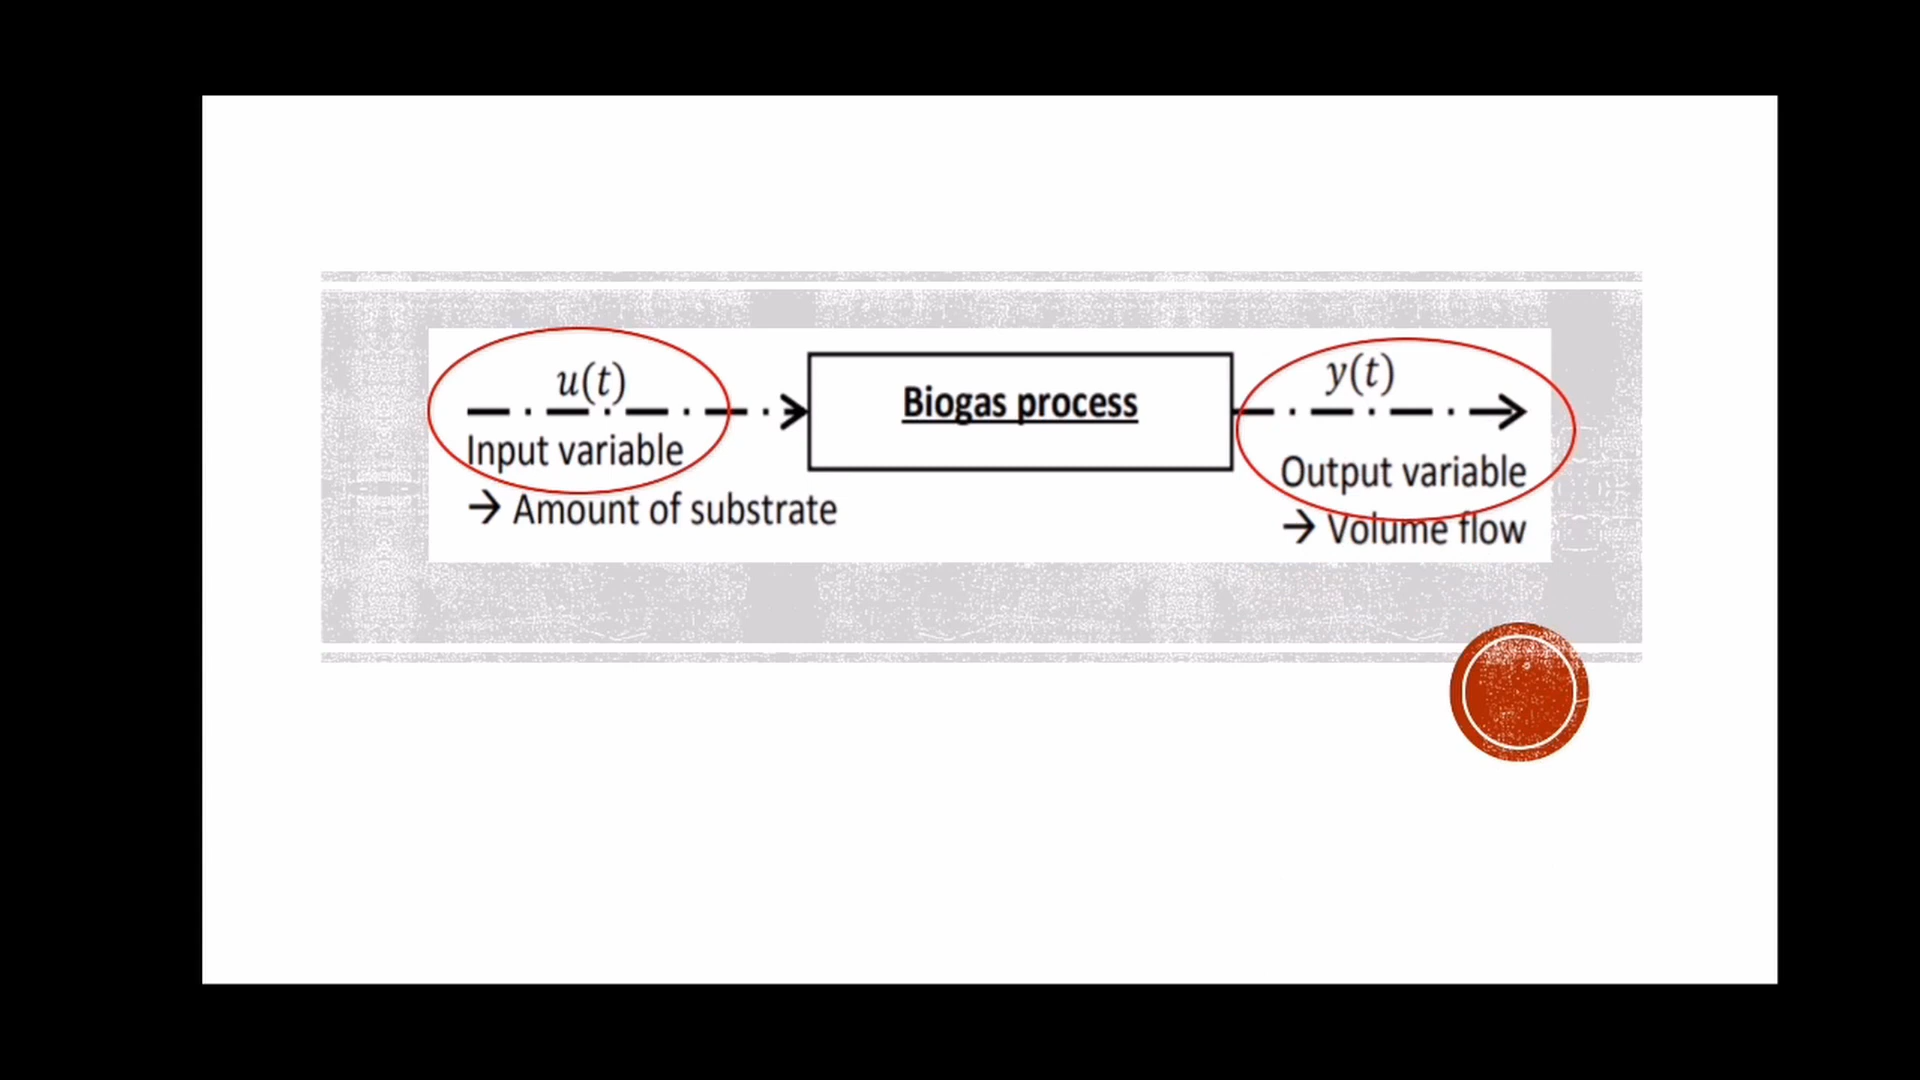 u(t)
Input variable
→ Amount of substrate
Biogas process
y(t)
Output variable
→ Volume flow